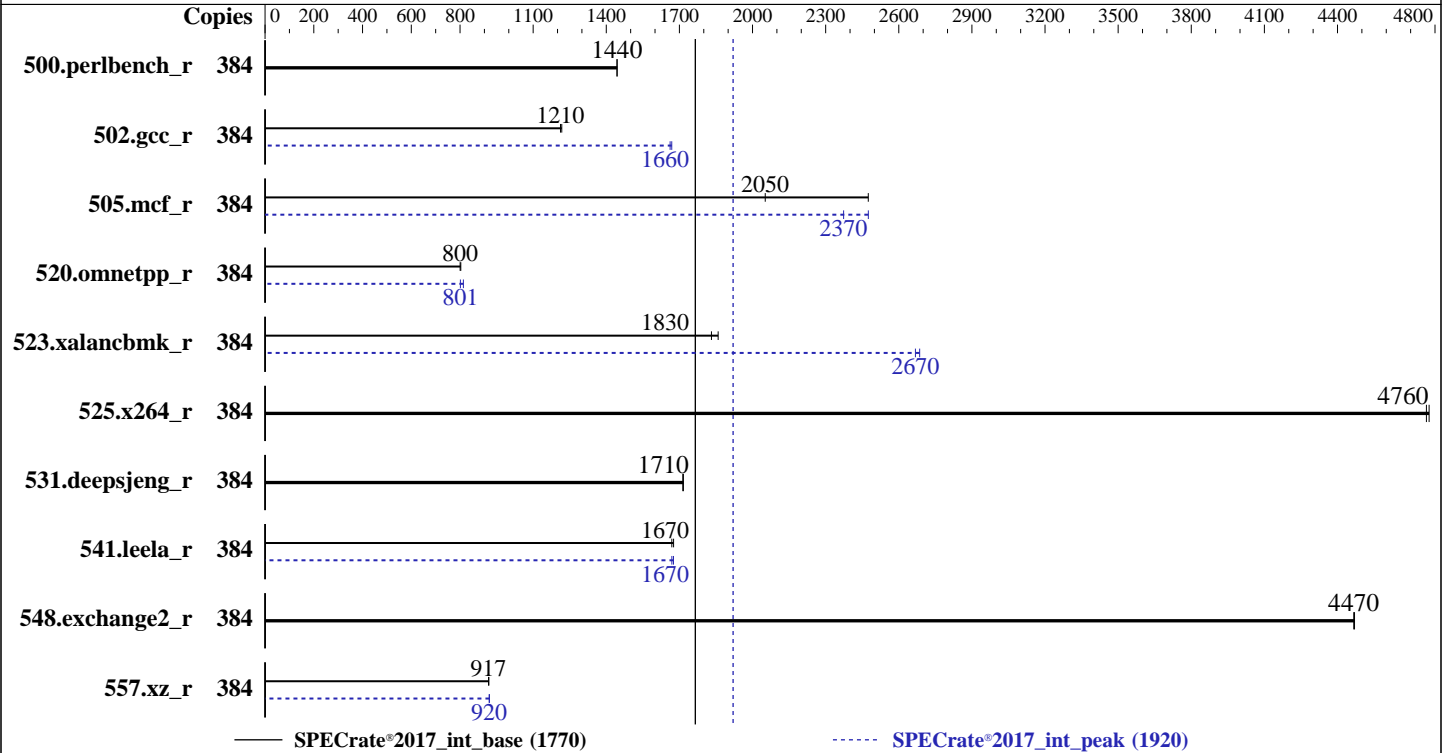 Copies 0 200 400 600 800 1100 1400 1700 2000 2300 2600 2900 3200 3500 3800 4100 4400 4800
1440
500.perlbench_r 384
1210
502.gcc_r 384
1660
2050
505.mcf_r 384
2370
800
520.omnetpp_r 384
801
1830
523.xalancbmk_r 384
2670
4760
525.x264_r 384
1710
531.deepsjeng_r 384
1670
541.leela_r 384
1670
4470
548.exchange2_r 384
917
557.xz_r 384
920
SPECrate®2017_int_base (1770) SPECrate®2017_int_peak (1920)